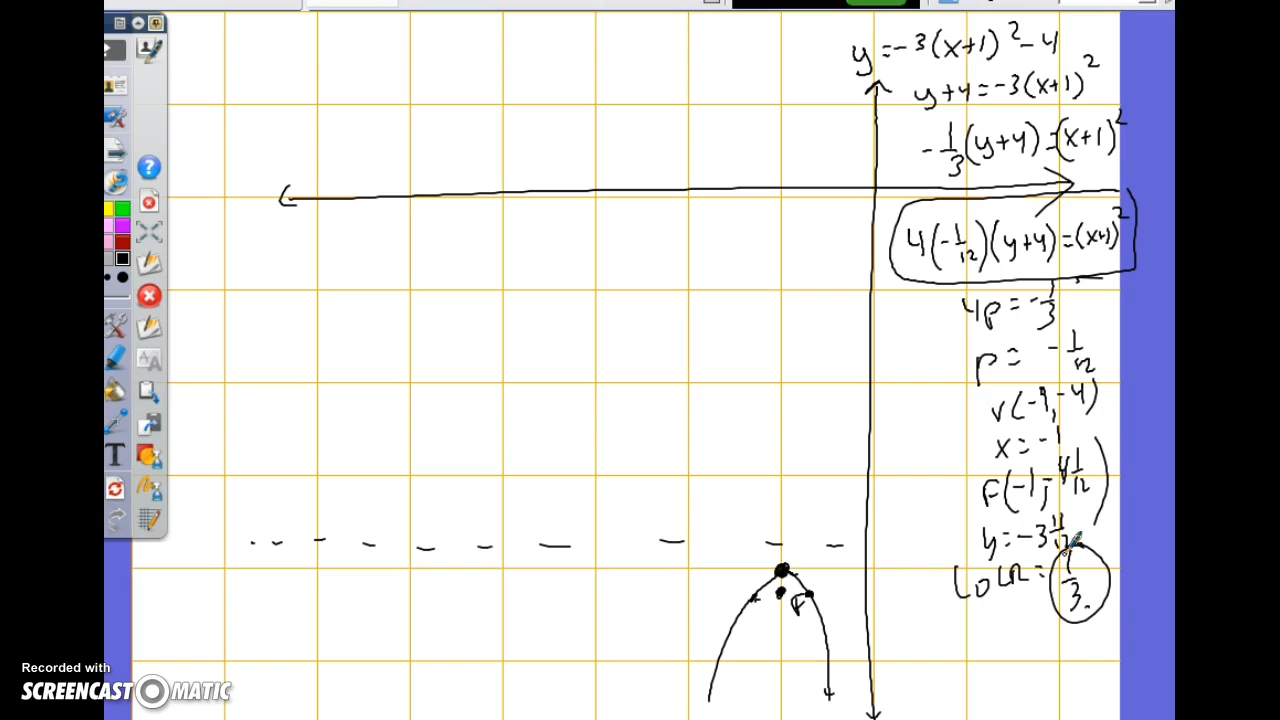 y = -3(x+1)² - 4
y+4 = -3(x+1)²
-1/3(y+4) = (x+1)²
4(-1/12)(y+4) = (x+1)²
4p = -1/3
p = -1/12
V(-1, -4)
x = -1
F(-1, -4 1/12)
y = -3 11/12
LOLR = 1/3.
F
T
AA
?
Recorded with
SCREENCAST O MATIC